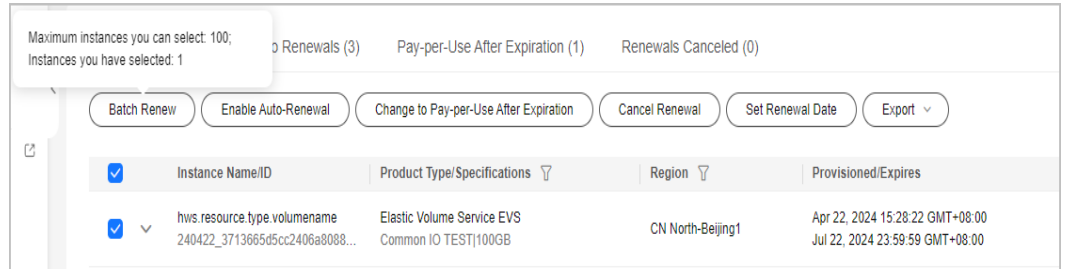 Maximum instances you can select: 100;
Instances you have selected: 1
Renewals (3) Pay-per-Use After Expiration (1) Renewals Canceled (0)
Batch Renew Enable Auto-Renewal Change to Pay-per-Use After Expiration Cancel Renewal Set Renewal Date Export
Instance Name/ID Product Type/Specifications Region Provisioned/Expires
hws.resource.type.volumename Elastic Volume Service EVS CN North-Beijing1 Apr 22, 2024 15:28:22 GMT+08:00
240422_3713665d5cc2406a8088... Common IO TEST|100GB Jul 22, 2024 23:59:59 GMT+08:00